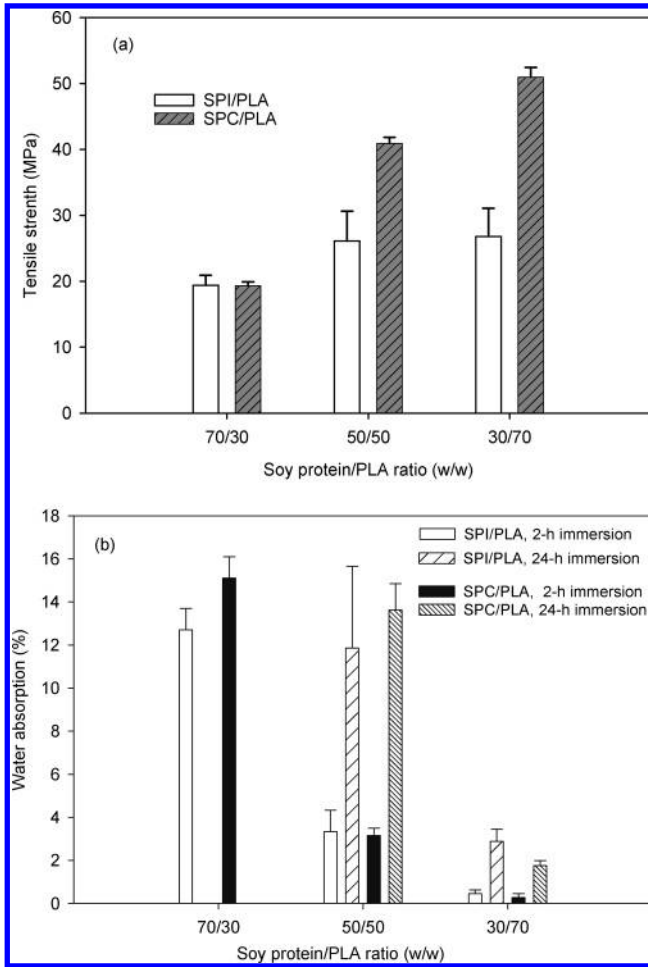 (a)
SPI/PLA
SPC/PLA
Tensile strenth (MPa)
60
50
40
30
20
10
0
70/30 50/50 30/70
Soy protein/PLA ratio (w/w)
(b)
SPI/PLA, 2-h immersion
SPI/PLA, 24-h immersion
SPC/PLA, 2-h immersion
SPC/PLA, 24-h immersion
Water absorption (%)
18
16
14
12
10
8
6
4
2
0
70/30 50/50 30/70
Soy protein/PLA ratio (w/w)